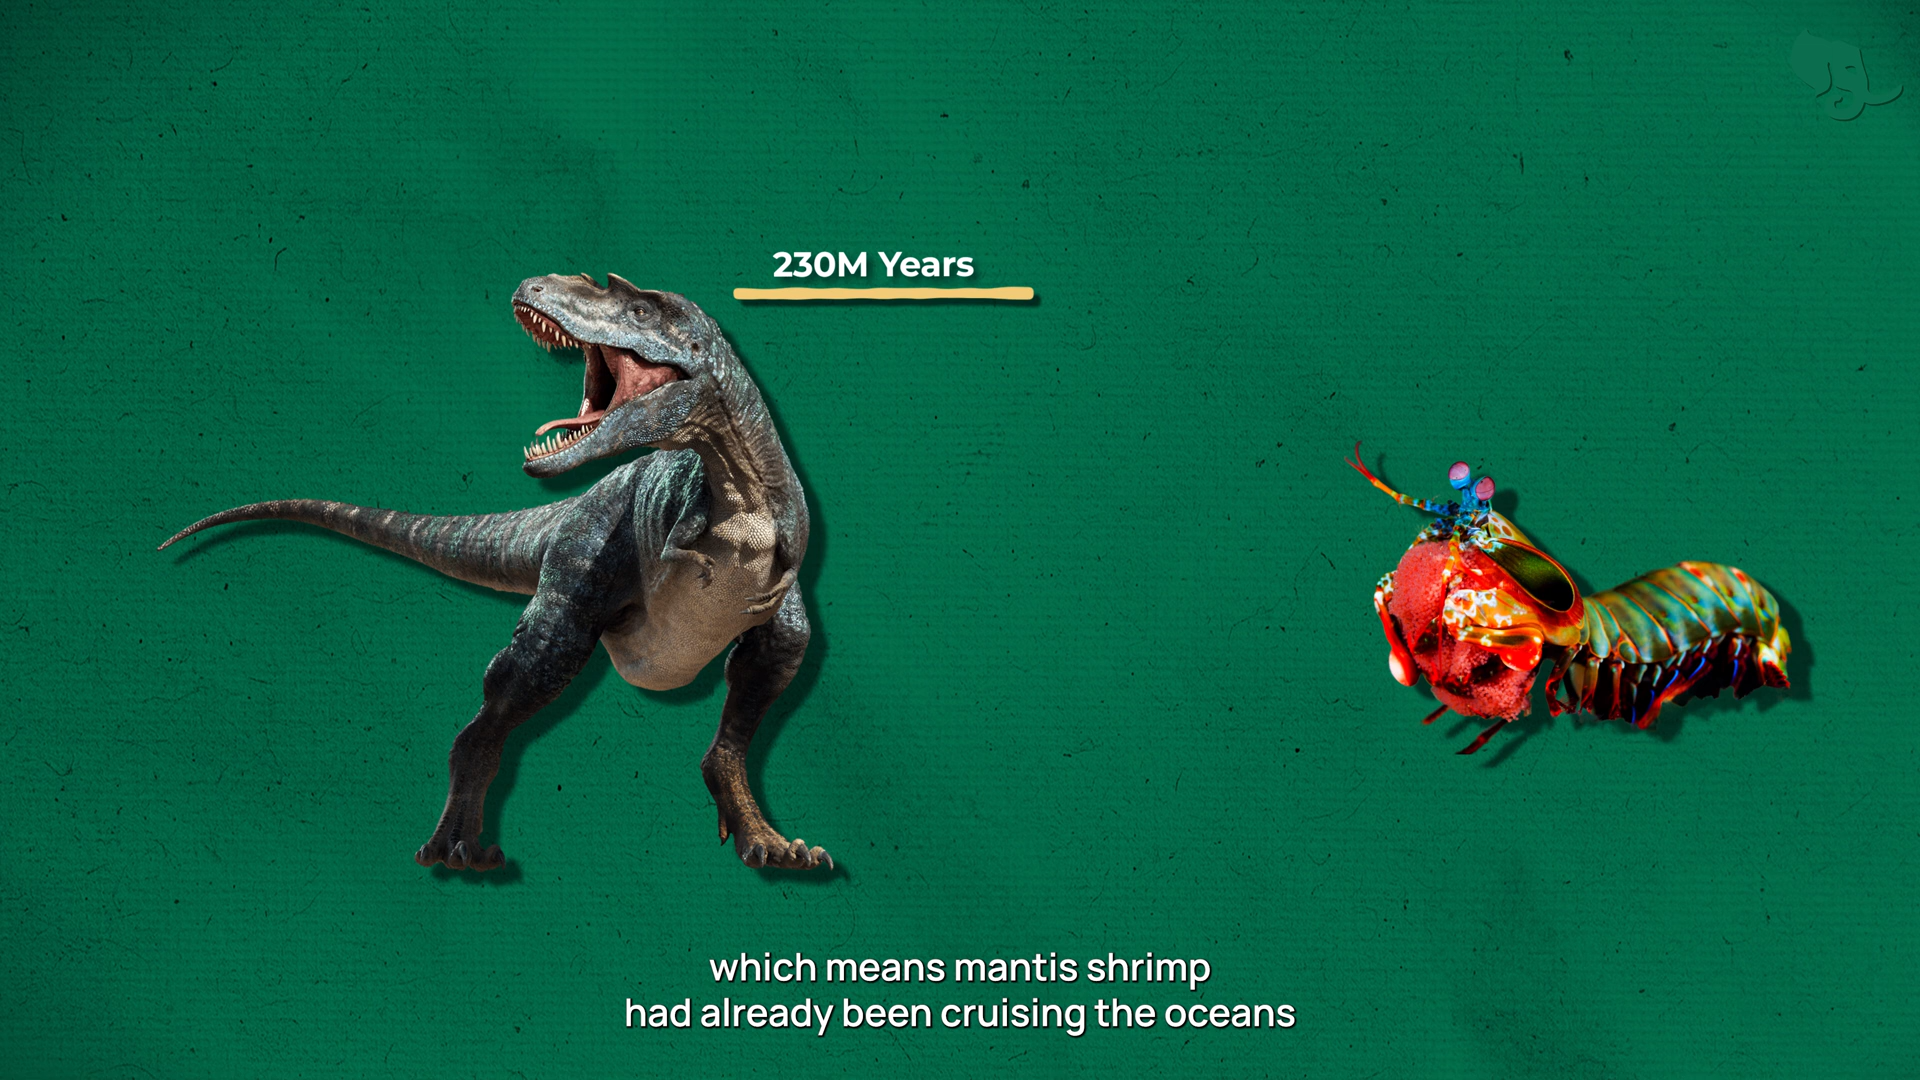 230M Years
which means mantis shrimp
had already been cruising the oceans